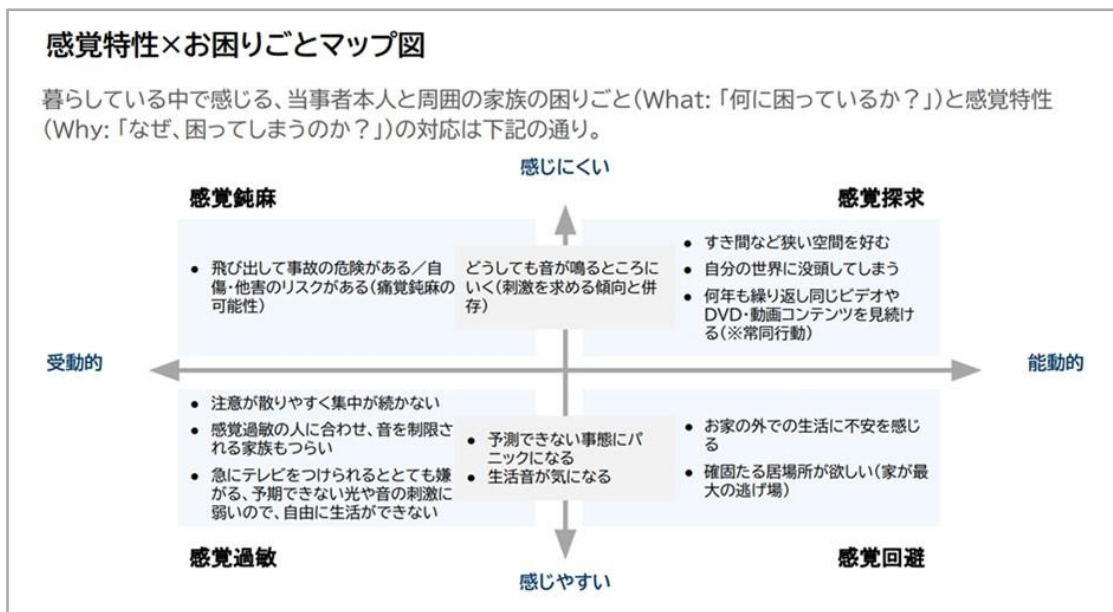 感覚特性×お困りごとマップ図
暮らしている中で感じる、当事者本人と周囲の家族の困りごと(What: 「何に困っているか?」)と感覚特性
(Why: 「なぜ、困ってしまうのか?」)の対応は下記の通り。
感じにくい
感覚鈍麻
感覚探求
● 飛び出して事故の危険がある/自
傷・他害のリスクがある(痛覚鈍麻の
可能性)
どうしても音が鳴るところに
いく(刺激を求める傾向と併
存)
● すき間など狭い空間を好む
● 自分の世界に没頭してしまう
● 何年も繰り返し同じビデオや
DVD・動画コンテンツを見続け
る(※常同行動)
受動的
能動的
● 注意が散りやすく集中が続かない
● 感覚過敏の人に合わせ、音を制限さ
れる家族もつらい
● 急にテレビをつけられるととても嫌
がる、予期できない光や音の刺激に
弱いので、自由に生活ができない
● 予測できない事態にパ
ニックになる
● 生活音が気になる
● お家の外での生活に不安を感じ
る
● 確固たる居場所が欲しい(家が最
大の逃げ場)
感覚過敏
感覚回避
感じやすい